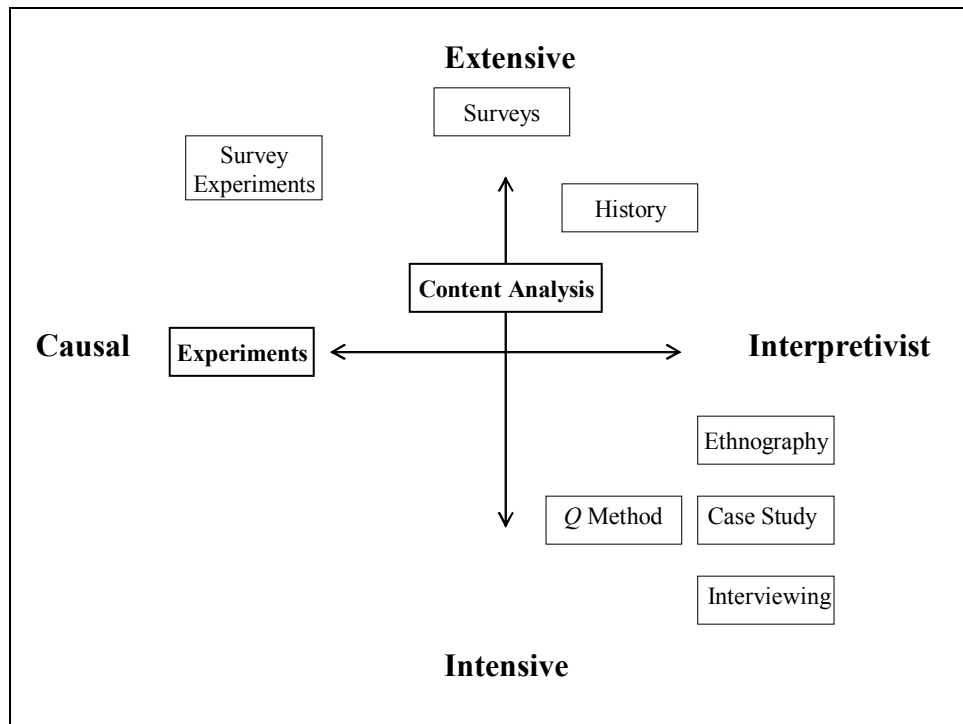 Extensive
Surveys
Survey
Experiments
History
Content Analysis
Causal
Experiments
Interpretivist
Ethnography
Q Method
Case Study
Interviewing
Intensive